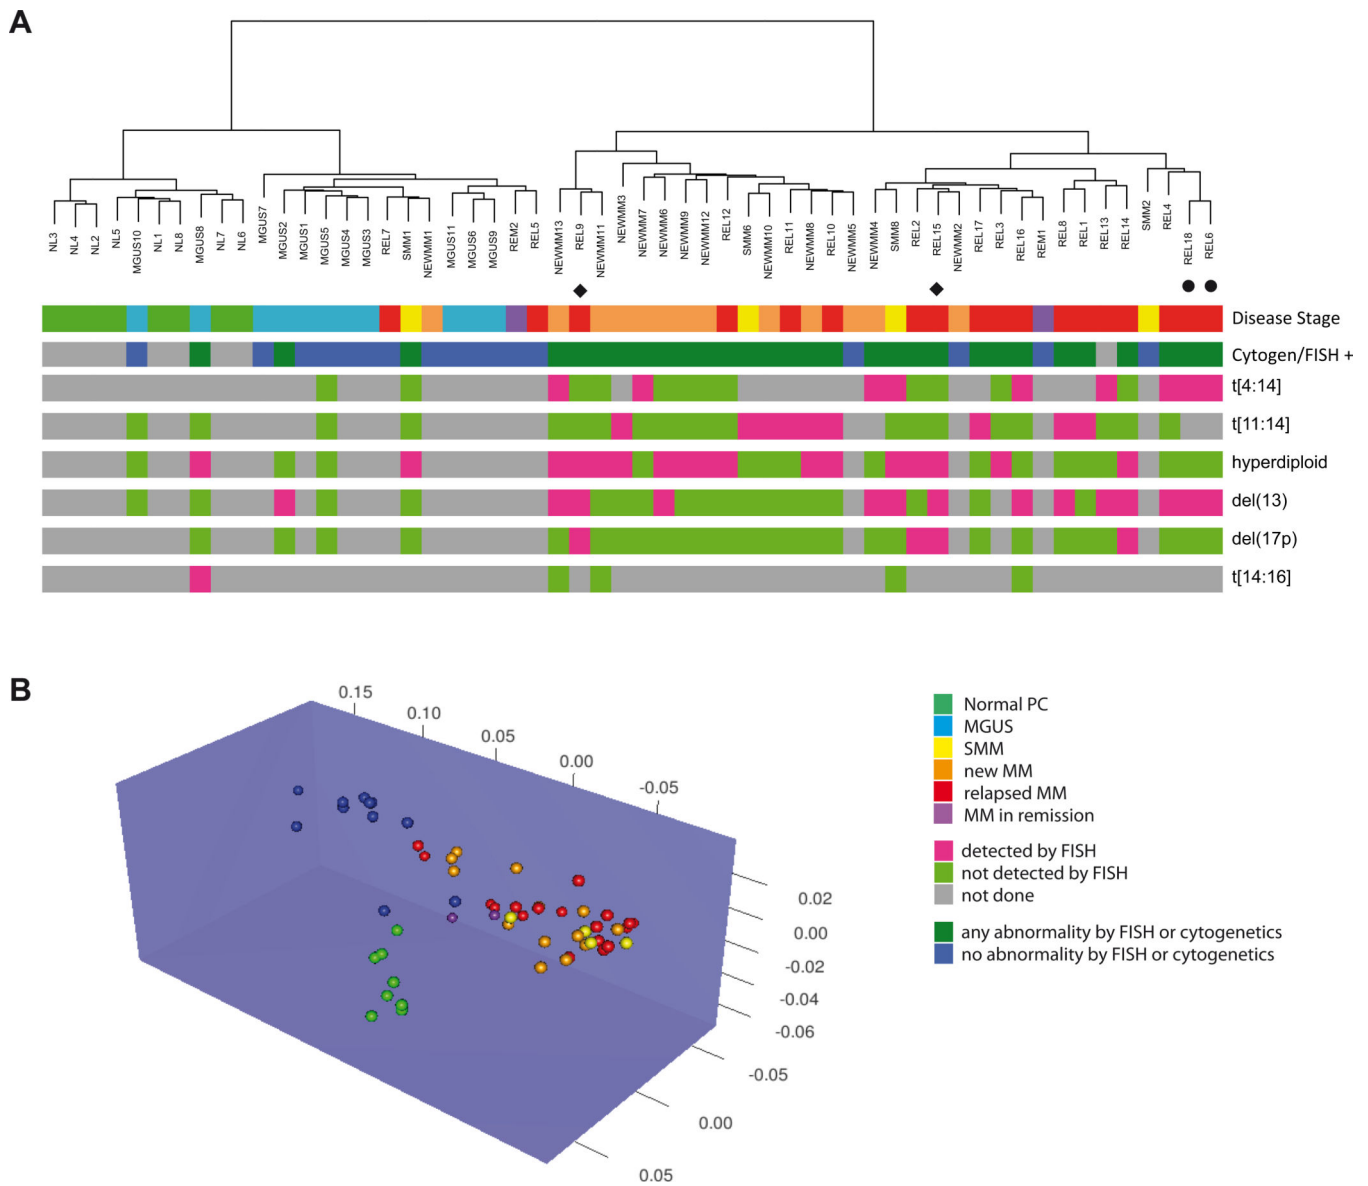 A
NL3
NL4
NL2
NL5
MGUS10
NL1
NL8
MGUS8
NL7
NL6
MGUS7
MGUS2
MGUS1
MGUS5
MGUS4
MGUS3
REL7
SMM1
NEWMM1
MGUS11
MGUS6
MGUS9
REM2
REL5
NEWMM13
REL9
NEWMM11
NEWMM3
NEWMM7
NEWMM6
NEWMM9
NEWMM12
REL12
SMM6
NEWMM10
REL11
NEWMM8
REL10
NEWMM5
NEWMM4
SMM8
REL2
REL15
NEWMM2
REL17
REL3
REL16
REM1
REL8
REL1
REL13
REL14
SMM2
REL4
REL18
REL6
Disease Stage
Cytogen/FISH +
t[4:14]
t[11:14]
hyperdiploid
del(13)
del(17p)
t[14:16]
B
0.15
0.10
0.05
0.00
-0.05
0.02
0.00
-0.02
-0.04
-0.06
-0.05
0.00
0.05
Normal PC
MGUS
SMM
new MM
relapsed MM
MM in remission
detected by FISH
not detected by FISH
not done
any abnormality by FISH or cytogenetics
no abnormality by FISH or cytogenetics